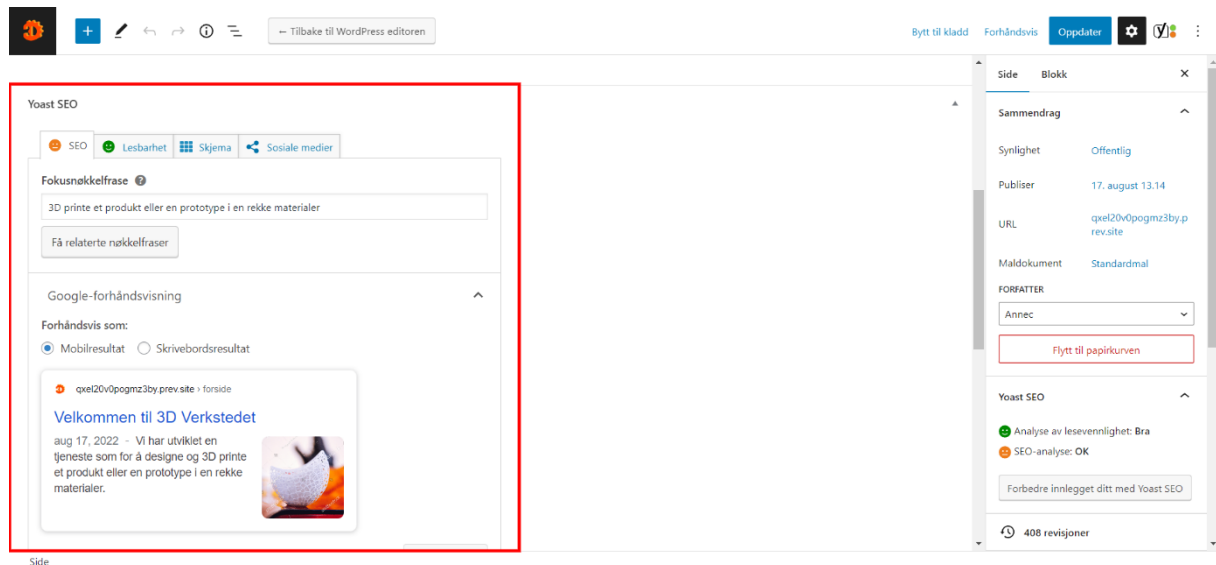 ← Tilbake til WordPress editoren
Bytt til kladd
Forhåndsvis
Oppdater
Yoast SEO
SEO
Lesbarhet
Skjema
Sosiale medier
Fokusnøkkelfrase
3D printe et produkt eller en prototype i en rekke materialer
Få relaterte nøkkelfraser
Google-forhåndsvisning
Forhåndsvis som:
Mobilresultat
Skrivebordsresultat
qxel20v0pogmz3by.prev.site › forside
Velkommen til 3D Verkstedet
aug 17, 2022 - Vi har utviklet en
tjeneste som for å designe og 3D printe
et produkt eller en prototype i en rekke
materialer.
Side
Side
Blokk
Sammendrag
Synlighet
Offentlig
Publiser
17. august 13.14
URL
qxel20v0pogmz3by.p
rev.site
Maldokument
Standardmal
FORFATTER
Annec
Flytt til papirkurven
Yoast SEO
Analyse av lesevennlighet: Bra
SEO-analyse: OK
Forbedre innlegget ditt med Yoast SEO
408 revisjoner